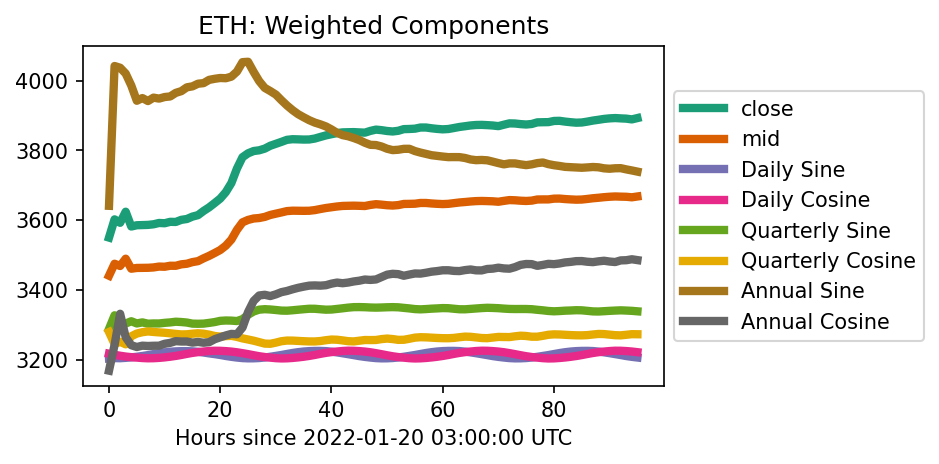 ETH: Weighted Components
4000
3800
3600
3400
3200
0 20 40 60 80
Hours since 2022-01-20 03:00:00 UTC
close
mid
Daily Sine
Daily Cosine
Quarterly Sine
Quarterly Cosine
Annual Sine
Annual Cosine